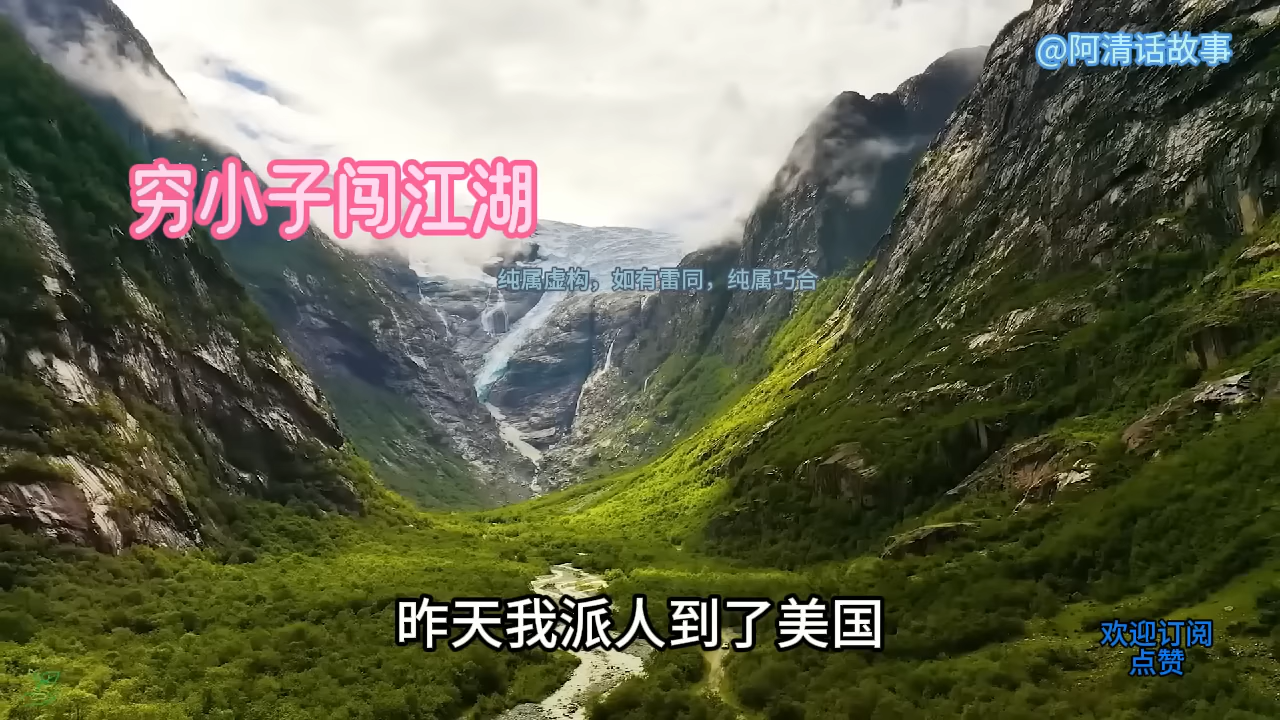 @阿清话故事
穷小子闯江湖
纯属虚构，如有雷同，纯属巧合
昨天我派人到了美国
欢迎订阅
点赞